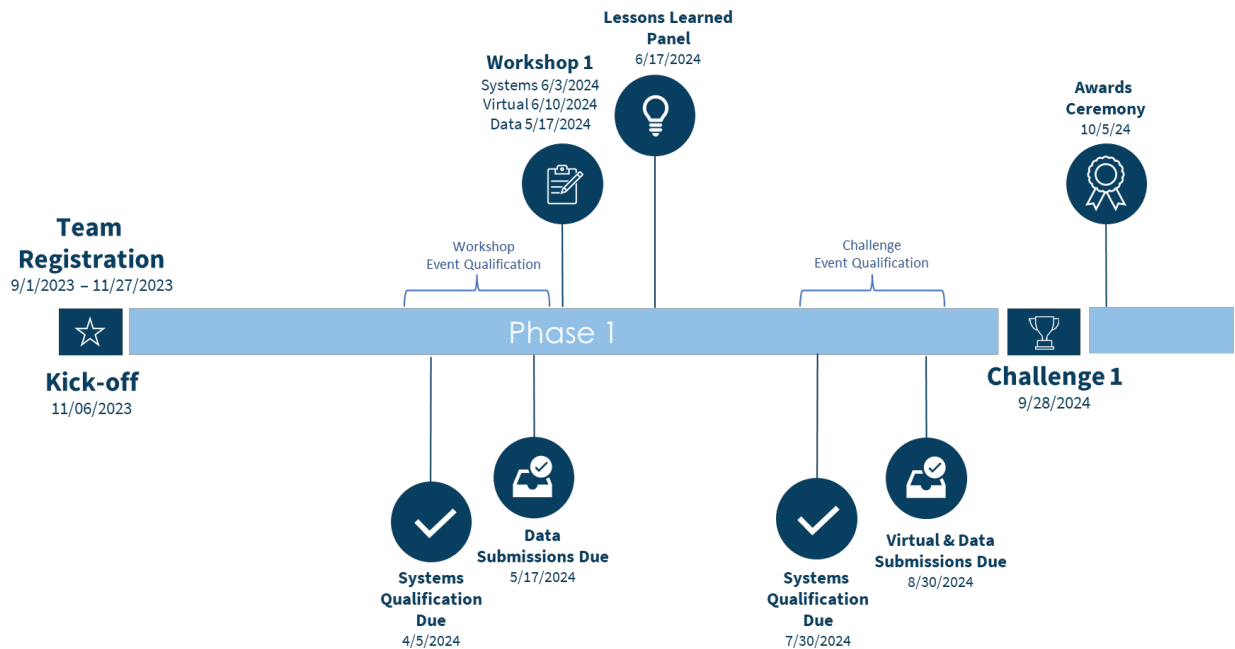 Lessons Learned
Panel
6/17/2024
Workshop 1
Systems 6/3/2024
Virtual 6/10/2024
Data 5/17/2024
Awards
Ceremony
10/5/24
Team
Registration
9/1/2023 – 11/27/2023
Workshop
Event Qualification
Challenge
Event Qualification
Phase 1
Kick-off
11/06/2023
Challenge 1
9/28/2024
Systems
Qualification
Due
4/5/2024
Data
Submissions Due
5/17/2024
Systems
Qualification
Due
7/30/2024
Virtual & Data
Submissions Due
8/30/2024